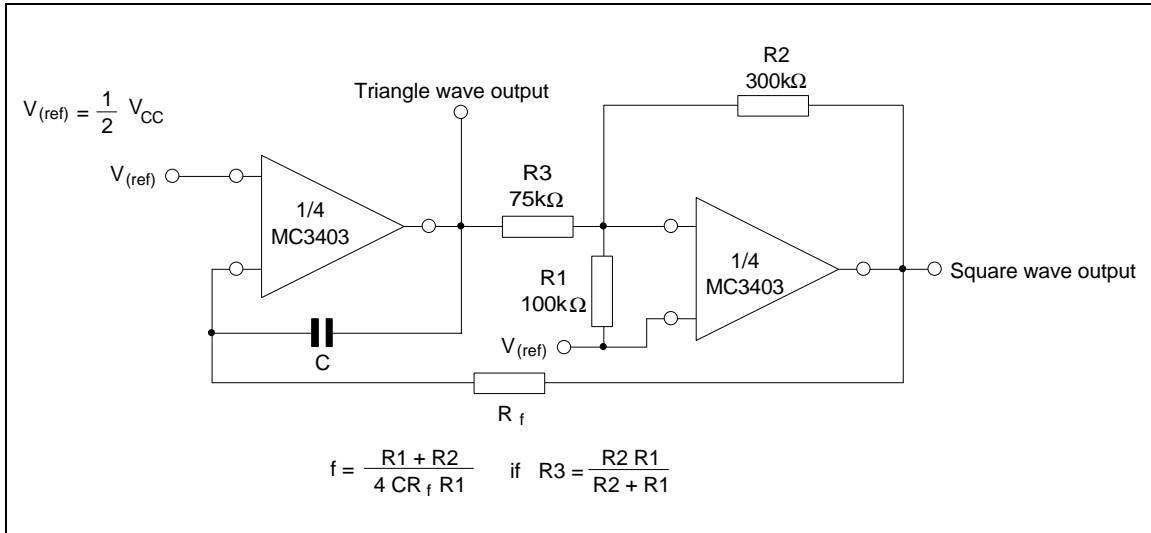 R2
300kΩ
Triangle wave output
V(ref) = 1/2 VCC
V(ref)
R3
75kΩ
1/4
MC3403
1/4
MC3403
R1
100kΩ
Square wave output
V(ref)
C
R f
f = R1 + R2 / 4 CR f R1 if R3 = R2 R1 / R2 + R1